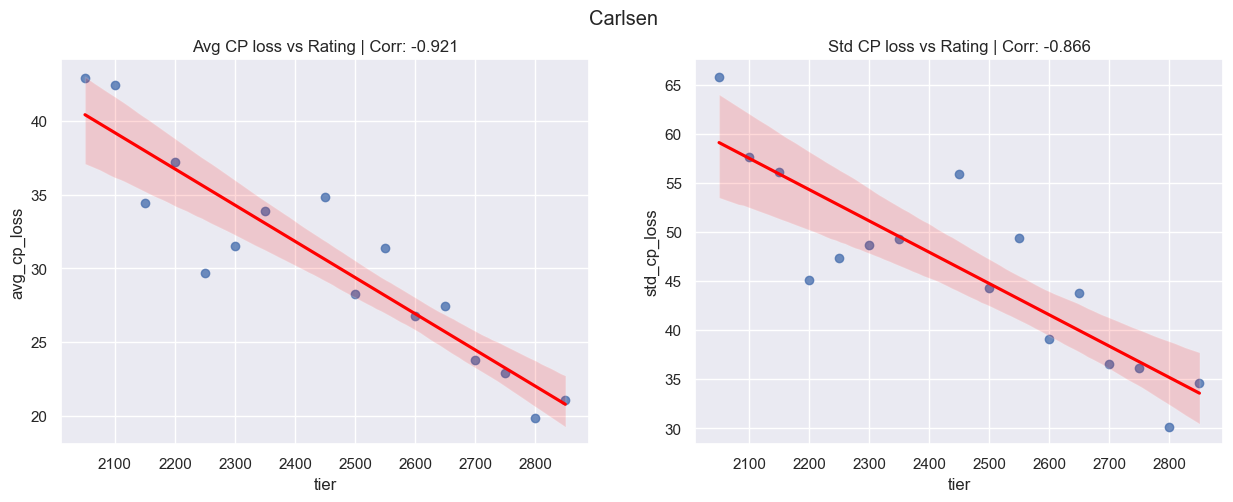 Carlsen
Avg CP loss vs Rating | Corr: -0.921
avg_cp_loss
40
35
30
25
20
2100 2200 2300 2400 2500 2600 2700 2800
tier
Std CP loss vs Rating | Corr: -0.866
std_cp_loss
65
60
55
50
45
40
35
30
2100 2200 2300 2400 2500 2600 2700 2800
tier